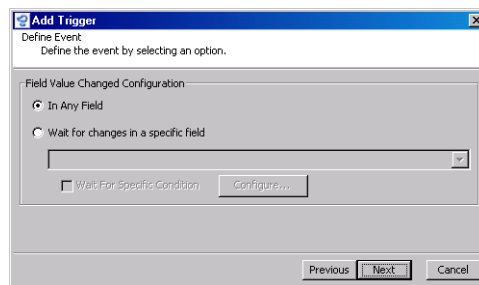 Add Trigger
Define Event
Define the event by selecting an option.
Field Value Changed Configuration
In Any Field
Wait for changes in a specific field
Wait For Specific Condition Configure...
Previous Next Cancel